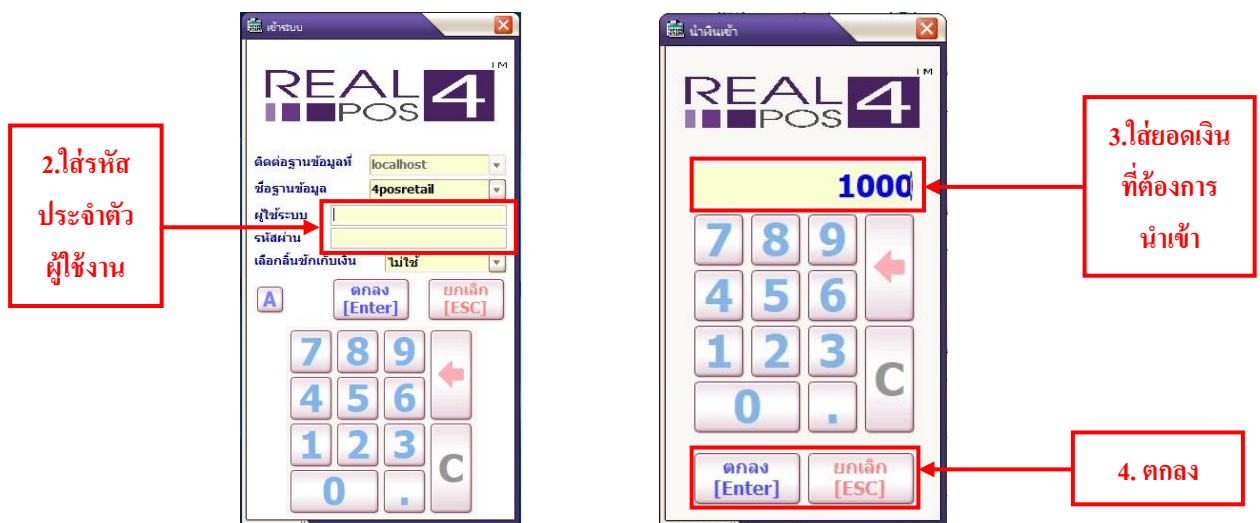 เข้าระบบ
REAL
POS
4
TM
ติดต่อฐานข้อมูลที่ localhost
ชื่อฐานข้อมูล 4posretail
ผู้ใช้ระบบ
รหัสผ่าน
เลือกลิ้นชักเก็บเงิน ไม่ใช้
A
ตกลง
[Enter]
ยกเลิก
[ESC]
7 8 9
4 5 6
1 2 3
C
0 .
2.ใส่รหัส
ประจำตัว
ผู้ใช้งาน
นำเงินเข้า
REAL
POS
4
TM
1000
7 8 9
4 5 6
1 2 3
C
0 .
ตกลง
[Enter]
ยกเลิก
[ESC]
3.ใส่ยอดเงิน
ที่ต้องการ
นำเข้า
4. ตกลง